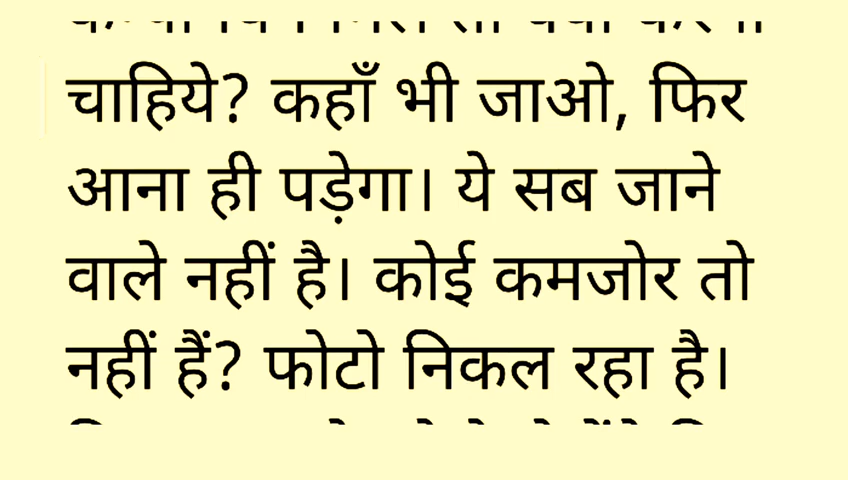 चाहिये? कहाँ भी जाओ, फिर
आना ही पड़ेगा। ये सब जाने
वाले नहीं है। कोई कमजोर तो
नहीं हैं? फोटो निकल रहा है।